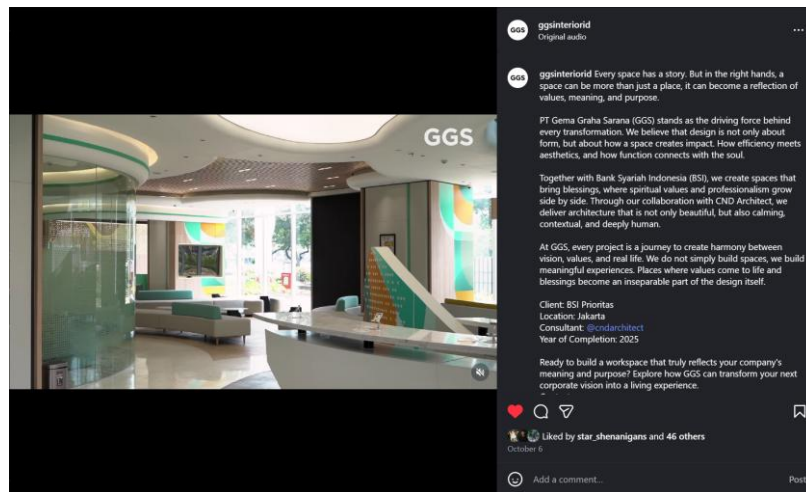 GGS
GGS
ggsinteriorid
Original audio
GGS
ggsinteriorid Every space has a story. But in the right hands, a
space can be more than just a place, it can become a reflection of
values, meaning, and purpose.
PT Gema Graha Sarana (GGS) stands as the driving force behind
every transformation. We believe that design is not only about
form, but about how a space creates impact. How efficiency meets
aesthetics, and how function connects with the soul.
Together with Bank Syariah Indonesia (BSI), we create spaces that
bring blessings, where spiritual values and professionalism grow
side by side. Through our collaboration with CND Architect, we
deliver architecture that is not only beautiful, but also calming,
contextual, and deeply human.
At GGS, every project is a journey to create harmony between
vision, values, and real life. We do not simply build spaces, we build
meaningful experiences. Places where values come to life and
blessings become an inseparable part of the design itself.
Client: BSI Prioritas
Location: Jakarta
Consultant: @cndarchitect
Year of Completion: 2025
Ready to build a workspace that truly reflects your company's
meaning and purpose? Explore how GGS can transform your next
corporate vision into a living experience.
Liked by star_shenanigans and 46 others
October 6
Add a comment...
Post